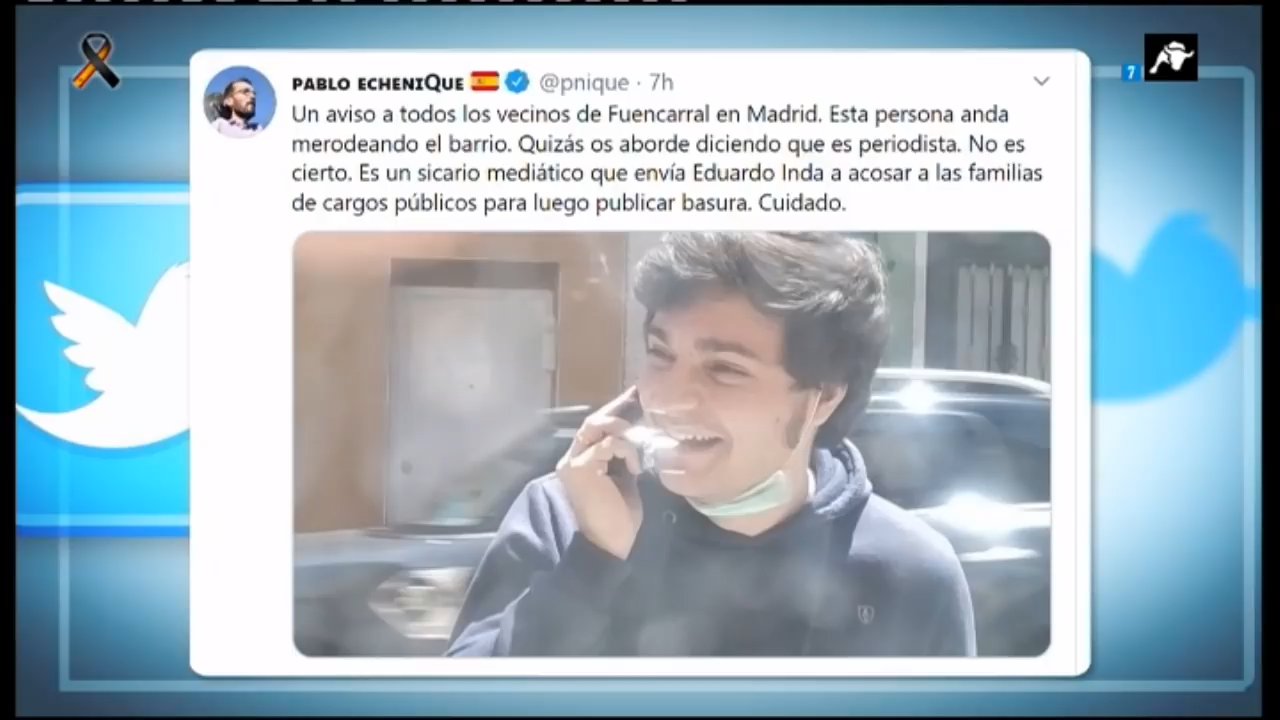 PABLO ECHENIQUE @pnique · 7h
Un aviso a todos los vecinos de Fuencarral en Madrid. Esta persona anda
merodeando el barrio. Quizás os aborde diciendo que es periodista. No es
cierto. Es un sicario mediático que envía Eduardo Inda a acosar a las familias
de cargos públicos para luego publicar basura. Cuidado.
7